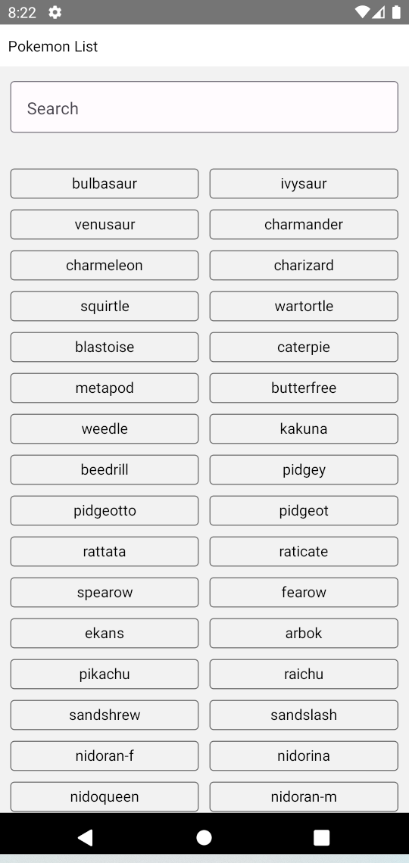 8:22
Pokemon List
Search
bulbasaur ivysaur
venusaur charmander
charmeleon charizard
squirtle wartortle
blastoise caterpie
metapod butterfree
weedle kakuna
beedrill pidgey
pidgeotto pidgeot
rattata raticate
spearow fearow
ekans arbok
pikachu raichu
sandshrew sandslash
nidoran-f nidorina
nidoqueen nidoran-m